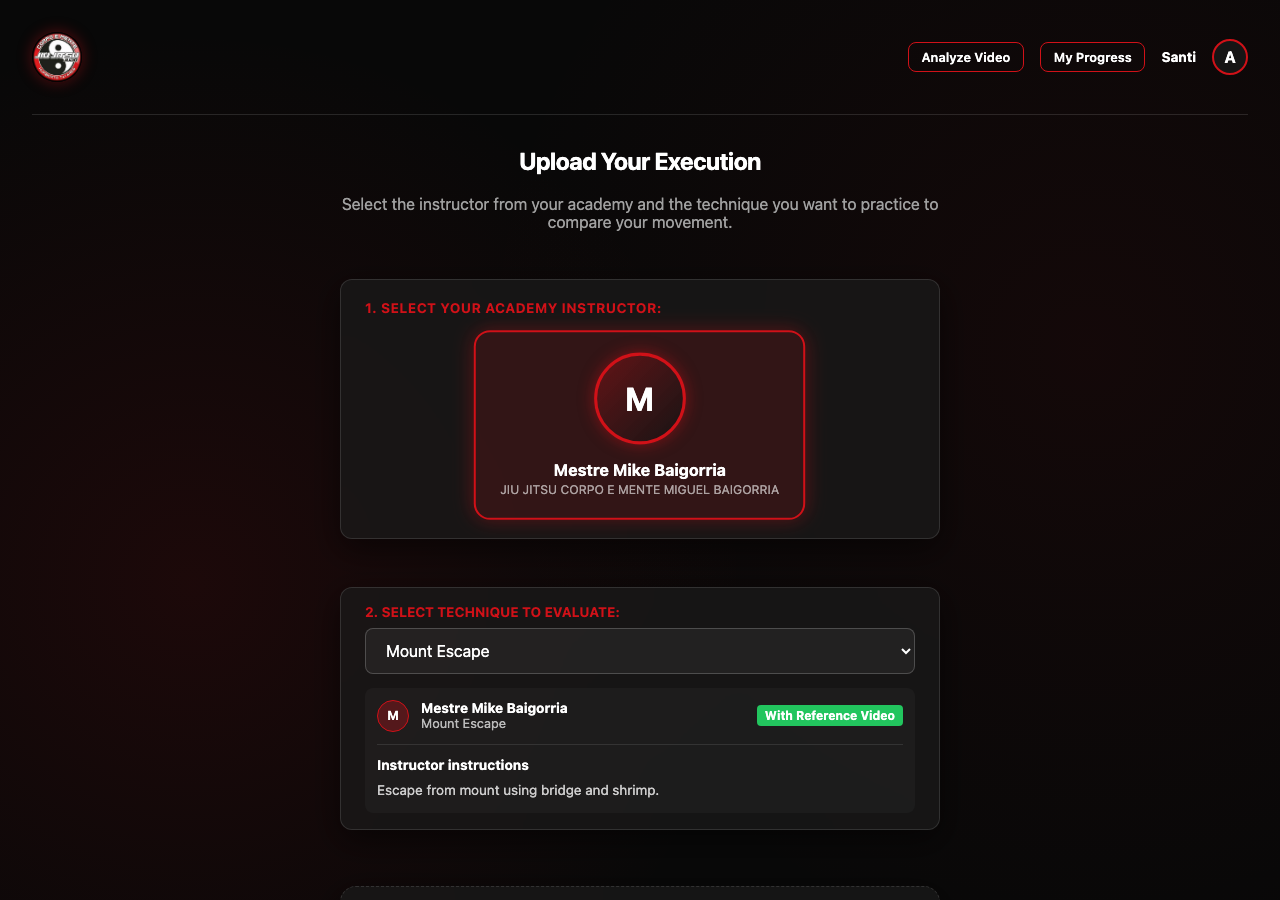 JIU-JITSU
Analyze Video
My Progress
Santi
A
Upload Your Execution
Select the instructor from your academy and the technique you want to practice to
compare your movement.
1. SELECT YOUR ACADEMY INSTRUCTOR:
M
Mestre Mike Baigorria
JIU JITSU CORPO E MENTE MIGUEL BAIGORRIA
2. SELECT TECHNIQUE TO EVALUATE:
Mount Escape
M
Mestre Mike Baigorria
Mount Escape
With Reference Video
Instructor instructions
Escape from mount using bridge and shrimp.